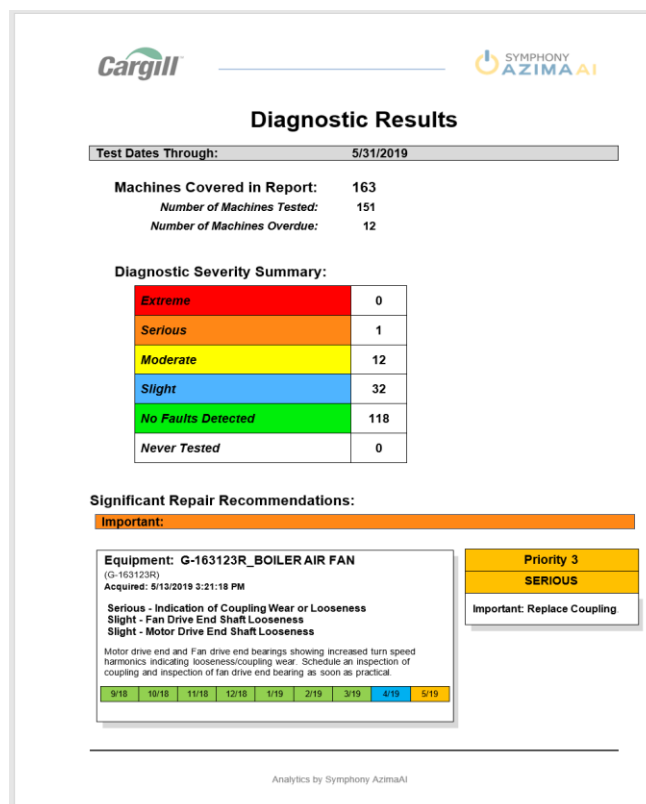 Cargill
SYMPHONY
AZIMA AI
Diagnostic Results
Test Dates Through: 5/31/2019
Machines Covered in Report: 163
Number of Machines Tested: 151
Number of Machines Overdue: 12
Diagnostic Severity Summary:
Extreme 0
Serious 1
Moderate 12
Slight 32
No Faults Detected 118
Never Tested 0
Significant Repair Recommendations:
Important:
Equipment: G-163123R_BOILER AIR FAN
(G-163123R)
Acquired: 5/13/2019 3:21:18 PM
Serious - Indication of Coupling Wear or Looseness
Slight - Fan Drive End Shaft Looseness
Slight - Motor Drive End Shaft Looseness
Motor drive end and Fan drive end bearings showing increased turn speed
harmonics indicating looseness/coupling wear. Schedule an inspection of
coupling and inspection of fan drive end bearing as soon as practical.
9/18 10/18 11/18 12/18 1/19 2/19 3/19 4/19 5/19
Priority 3
SERIOUS
Important: Replace Coupling.
Analytics by Symphony AzimaAI